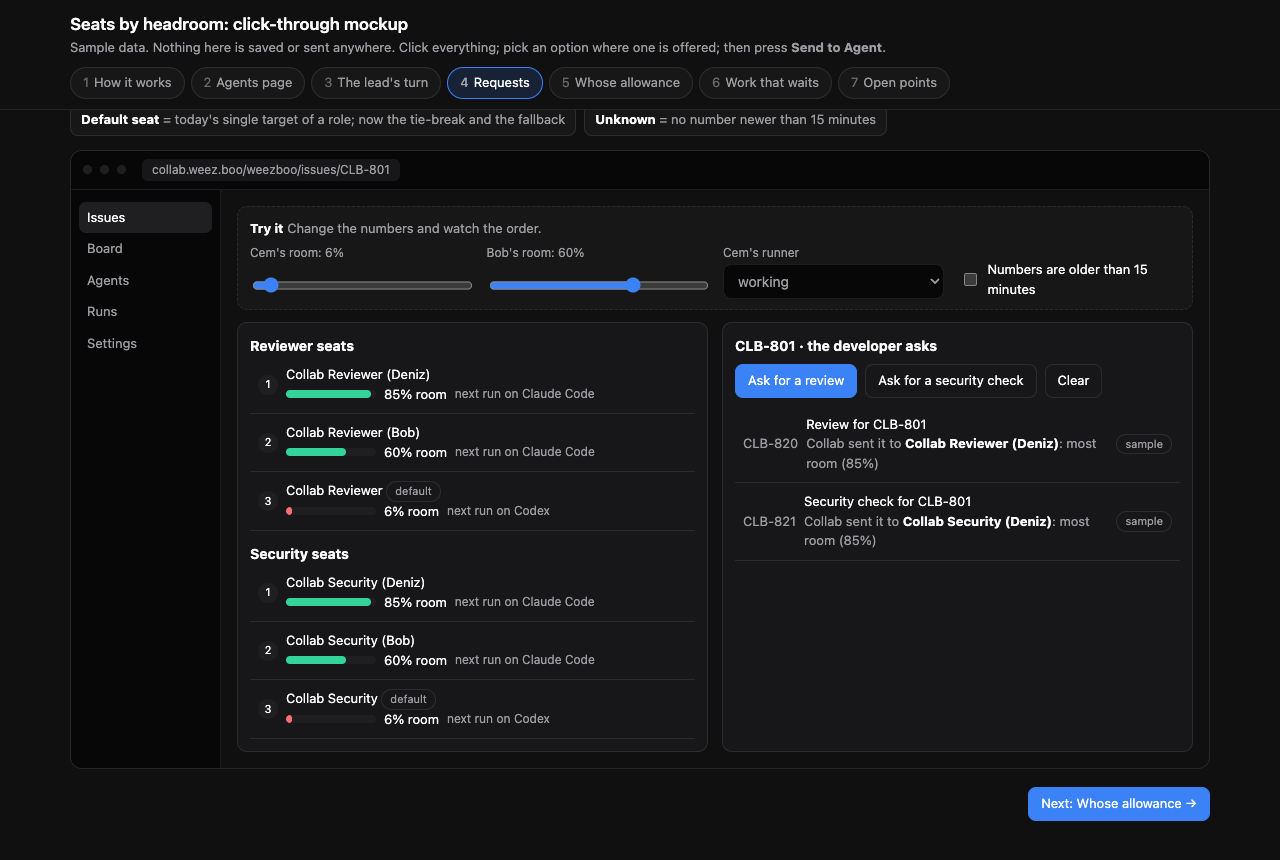 Seats by headroom: click-through mockup
Sample data. Nothing here is saved or sent anywhere. Click everything; pick an option where one is offered; then press Send to Agent.
1 How it works
2 Agents page
3 The lead's turn
4 Requests
5 Whose allowance
6 Work that waits
7 Open points
Default seat = today's single target of a role; now the tie-break and the fallback
Unknown = no number newer than 15 minutes
collab.weez.boo/weezboo/issues/CLB-801
Issues
Board
Agents
Runs
Settings
Try it Change the numbers and watch the order.
Cem's room: 6%
Bob's room: 60%
Cem's runner
working
Numbers are older than 15
minutes
Reviewer seats
1
Collab Reviewer (Deniz)
85% room next run on Claude Code
2
Collab Reviewer (Bob)
60% room next run on Claude Code
3
Collab Reviewer default
6% room next run on Codex
Security seats
1
Collab Security (Deniz)
85% room next run on Claude Code
2
Collab Security (Bob)
60% room next run on Claude Code
3
Collab Security default
6% room next run on Codex
CLB-801 · the developer asks
Ask for a review
Ask for a security check
Clear
CLB-820
Review for CLB-801
Collab sent it to Collab Reviewer (Deniz): most
room (85%)
sample
CLB-821
Security check for CLB-801
Collab sent it to Collab Security (Deniz): most
room (85%)
sample
Next: Whose allowance →